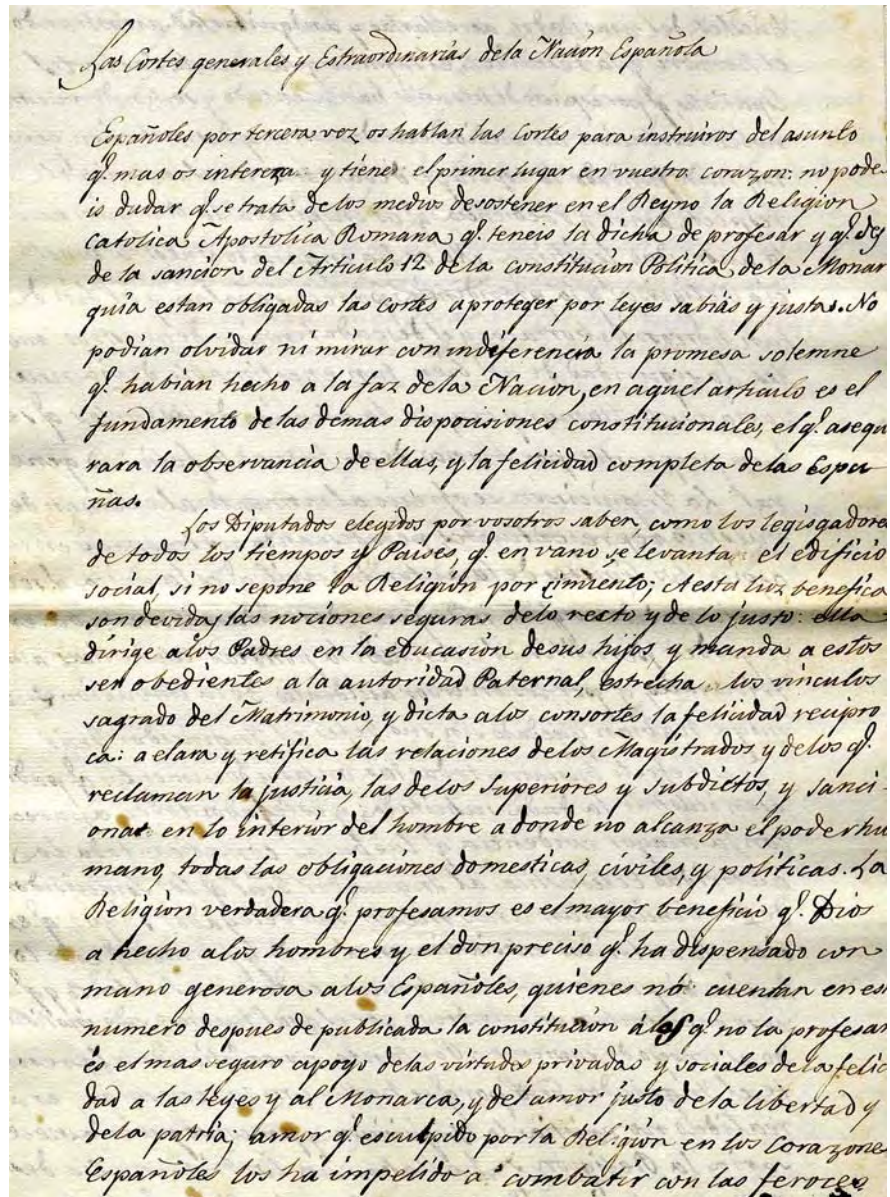 Las Cortes generales y Estraordinarias de la Nacion Española
Españoles por tercera vez os hablan las Cortes para instruiros del asunto
q.e mas os intereza y tiene el primer lugar en vuestro corazon: no pode-
is dudar q.e se trata de los medios de sostener en el Reyno la Religion
Catolica Apostolica Romana q.e teneis la dicha de profesar y q.e
de la sancion del Articulo 12 de la constitucion Politica de la Monar
quia estan obligadas las cortes a proteger por leyes sabias y justas. No
podian olvidar ni mirar con indiferencia la promesa solemne
q.e habian hecho a la faz de la Nacion, en aquel articulo es el
fundamento de las demas dispocisiones constitucionales, el q.e asegu
rara la observancia de ellas, y la felicidad completa de las Espa
ñas.
Los Diputados elegidos por vosotros saben, como los legisgadores
de todos los tiempos y Paises, q.e en vano se levanta el edificio
social, si no se pone la Religion por cimiento; A esta luz benefica
son devidas las nociones seguras de lo recto y de lo justo: ella
dirige a los Padres en la educasion de sus hijos, y manda a estos
ser obedientes a la autoridad Paternal, estrecha los vinculos
sagrado del Matrimonio, y dicta a los consortes la felicidad recipro
ca: aclara y retifica las relaciones de los Magistrados y de los q.e
reclaman la justicia, las de los Superiores y subdictos, y sanci-
ona en lo interior del hombre a donde no alcanza el poder hu
mano, todas las obligaciones domesticas, civiles, y politicas. La
Religion verdadera q.e profesamos es el mayor beneficio q.e Dios
a hecho a los hombres y el don preciso q.e ha dispensado con
mano generosa a los Españoles, quienes no cuentan en es
numero despues de publicada la constitucion á los q.e no la profesan
és el mas seguro apoyo de las virtudes privadas y sociales de la felic
dad a las leyes y al Monarca, y del amor justo de la libertad y
de la patria; amor q.e esculpido por la Religion en los corazone
Españoles los ha impelido a combatir con las feroces